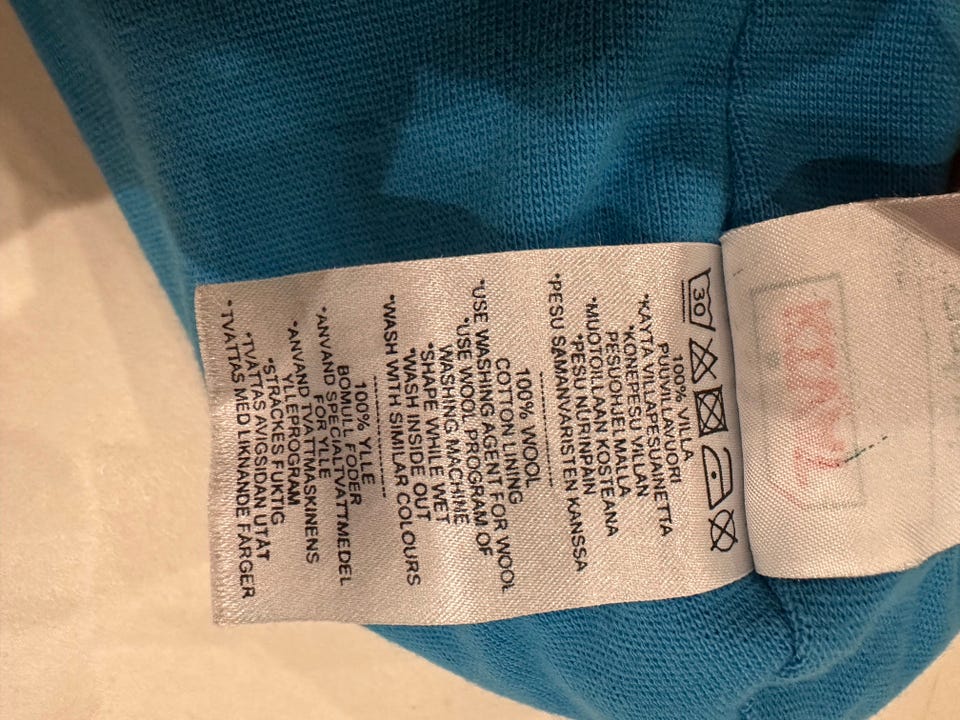 30
100% VILLA
PUUVILLAVUORI
*KÄYTÄ VILLAPESUAINETTA
*KONEPESU VILLAN
PESUOHJELMALLA
*MUOTOILLAAN KOSTEANA
*PESU NURINPÄIN
*PESU SAMANVÄRISTEN KANSSA
100% WOOL
COTTON LINING
*USE WASHING AGENT FOR WOOL
*USE WOOL PROGRAM OF
WASHING MACHINE
*SHAPE WHILE WET
*WASH INSIDE OUT
*WASH WITH SIMILAR COLOURS
100% YLLE
BOMULL FODER
*ANVÄND SPECIALTVÄTTMEDEL
FÖR YLLE
*ANVÄND TVÄTTMASKINENS
YLLEPROGRAM
*STRÄCKES FUKTIG
*TVÄTTAS AVIGSIDAN UTÅT
*TVÄTTAS MED LIKNANDE FÄRGER